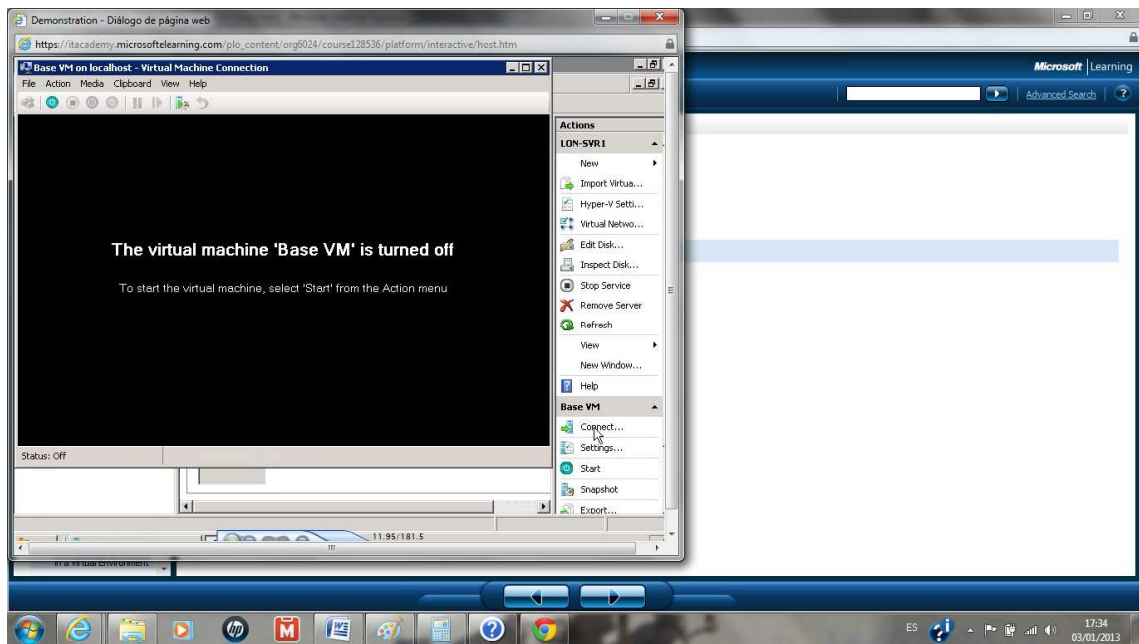 Demonstration - Diálogo de página web
https://itacademy.microsoftelearning.com/plo_content/org6024/course128536/platform/interactive/host.htm
Base VM on localhost - Virtual Machine Connection
File Action Media Clipboard View Help
Microsoft Learning
Advanced Search
The virtual machine 'Base VM' is turned off
To start the virtual machine, select 'Start' from the Action menu
Status: Off
Actions
LON-SVR1
New
Import Virtua...
Hyper-V Setti...
Virtual Netwo...
Edit Disk...
Inspect Disk...
Stop Service
Remove Server
Refresh
View
New Window...
Help
Base VM
Connect...
Settings...
Start
Snapshot
Export...
11.95/181.5
in a Virtual Environment
ES
17:34
03/01/2013